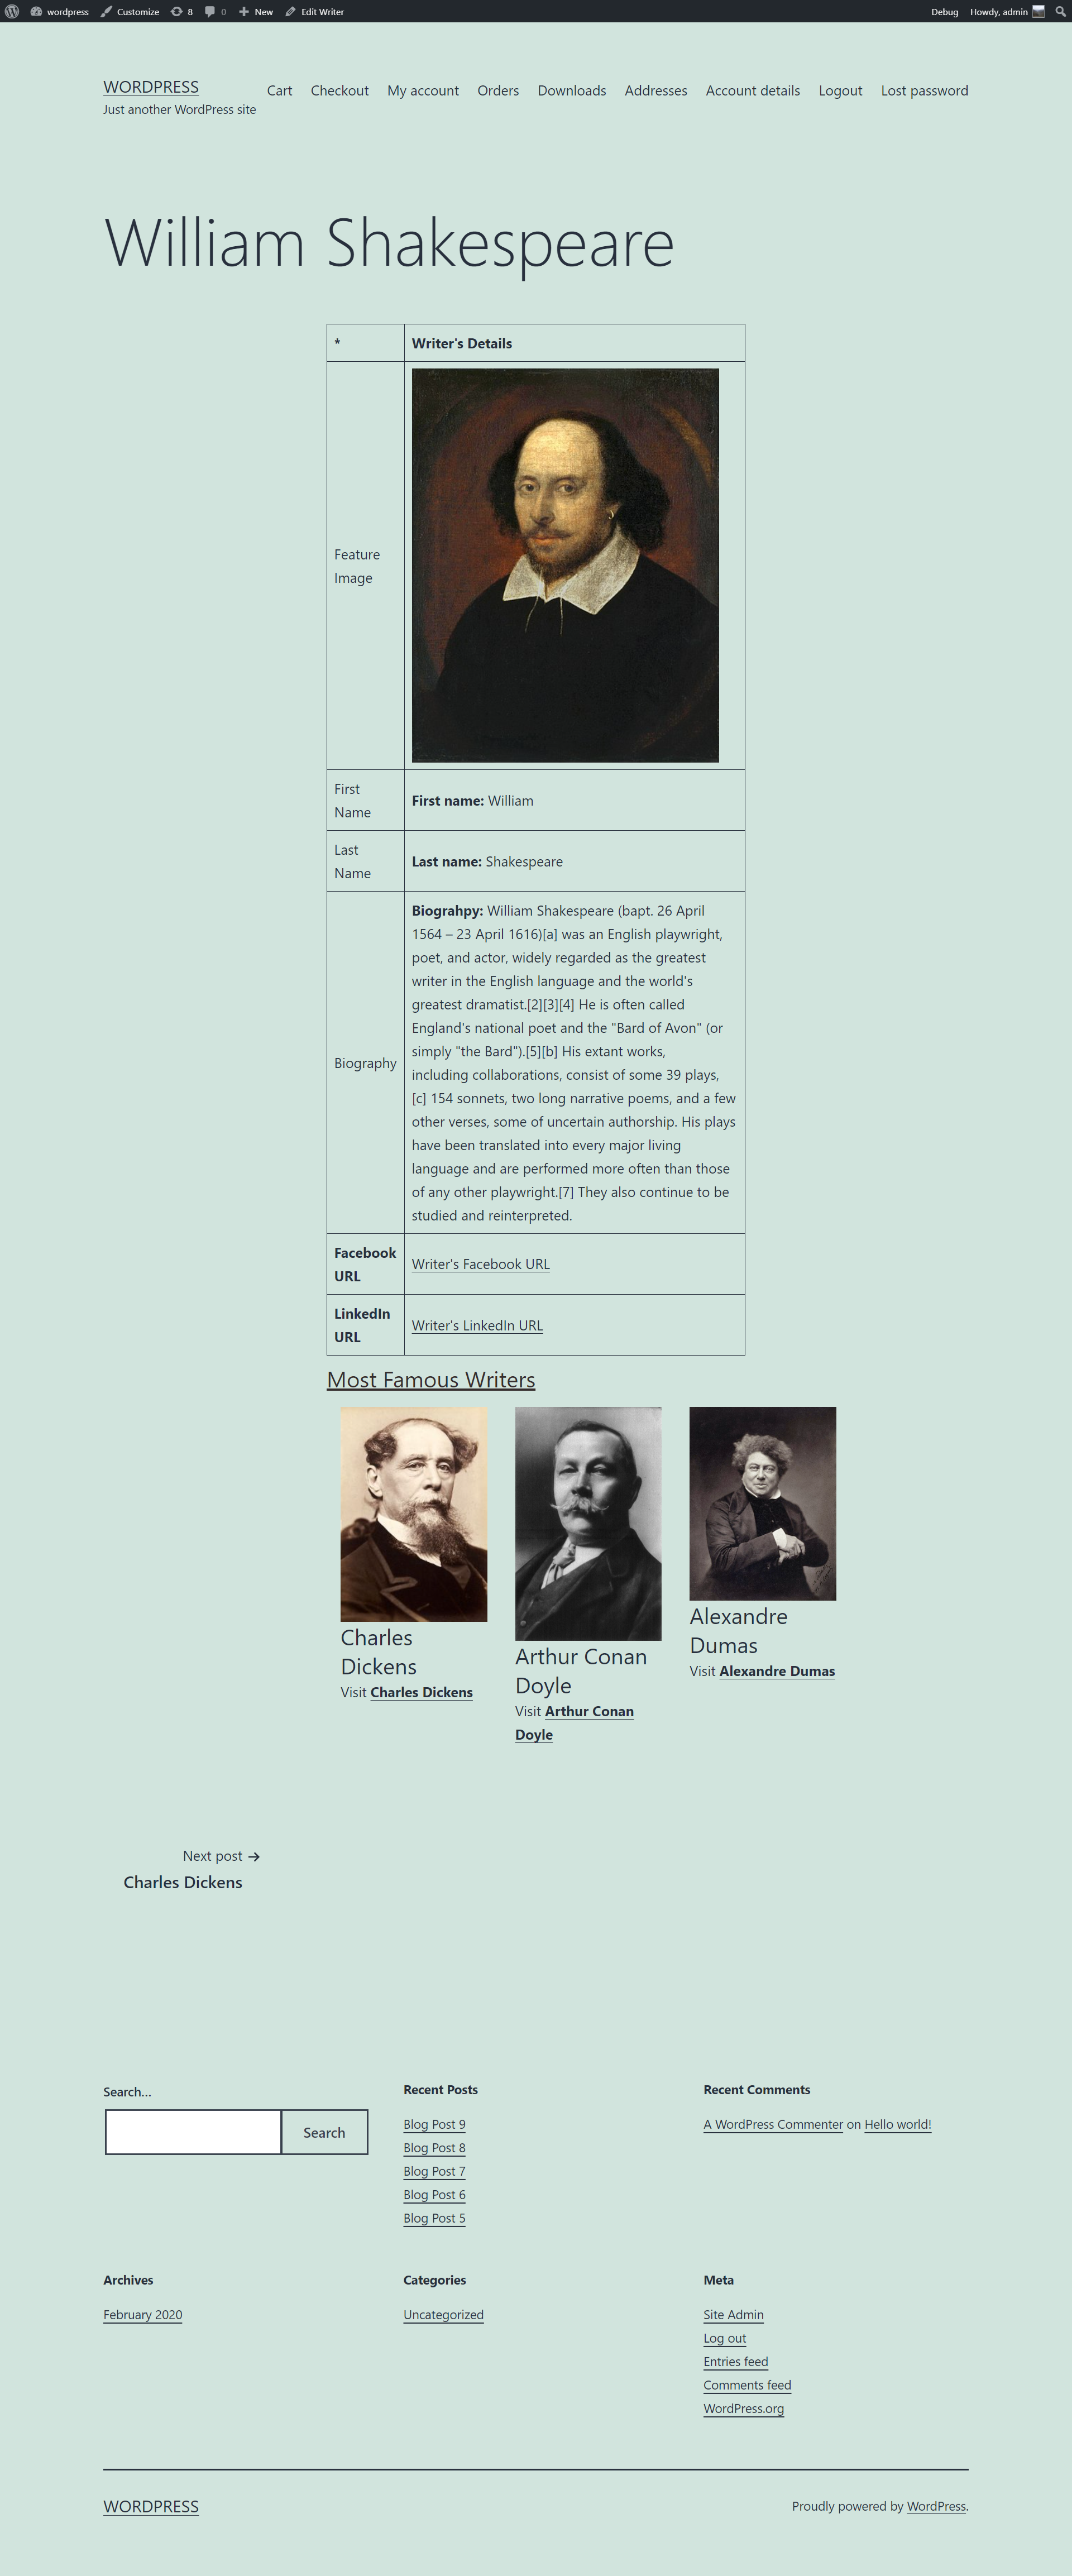 wordpress Customize 8 0 New Edit Writer Debug Howdy, admin
WORDPRESS
Just another WordPress site
Cart Checkout My account Orders Downloads Addresses Account details Logout Lost password
William Shakespeare
* Writer's Details
Feature
Image
First
Name
First name: William
Last
Name
Last name: Shakespeare
Biography
Biograhpy: William Shakespeare (bapt. 26 April
1564 – 23 April 1616)[a] was an English playwright,
poet, and actor, widely regarded as the greatest
writer in the English language and the world's
greatest dramatist.[2][3][4] He is often called
England's national poet and the "Bard of Avon" (or
simply "the Bard").[5][b] His extant works,
including collaborations, consist of some 39 plays,
[c] 154 sonnets, two long narrative poems, and a few
other verses, some of uncertain authorship. His plays
have been translated into every major living
language and are performed more often than those
of any other playwright.[7] They also continue to be
studied and reinterpreted.
Facebook
URL
Writer's Facebook URL
LinkedIn
URL
Writer's LinkedIn URL
Most Famous Writers
Charles
Dickens
Visit Charles Dickens
Arthur Conan
Doyle
Visit Arthur Conan
Doyle
Alexandre
Dumas
Visit Alexandre Dumas
Next post →
Charles Dickens
Search…
Search
Recent Posts
Blog Post 9
Blog Post 8
Blog Post 7
Blog Post 6
Blog Post 5
Recent Comments
A WordPress Commenter on Hello world!
Archives
February 2020
Categories
Uncategorized
Meta
Site Admin
Log out
Entries feed
Comments feed
WordPress.org
WORDPRESS
Proudly powered by WordPress.